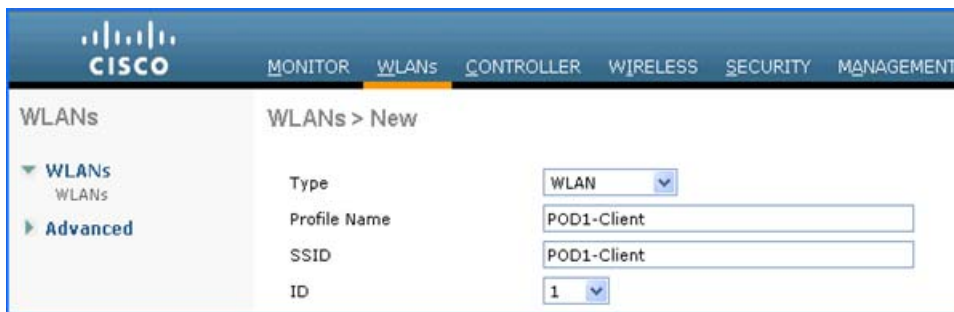 CISCO
MONITOR WLANs CONTROLLER WIRELESS SECURITY MANAGEMENT
WLANs
WLANs > New
WLANs
WLANs
Advanced
Type WLAN
Profile Name POD1-Client
SSID POD1-Client
ID 1